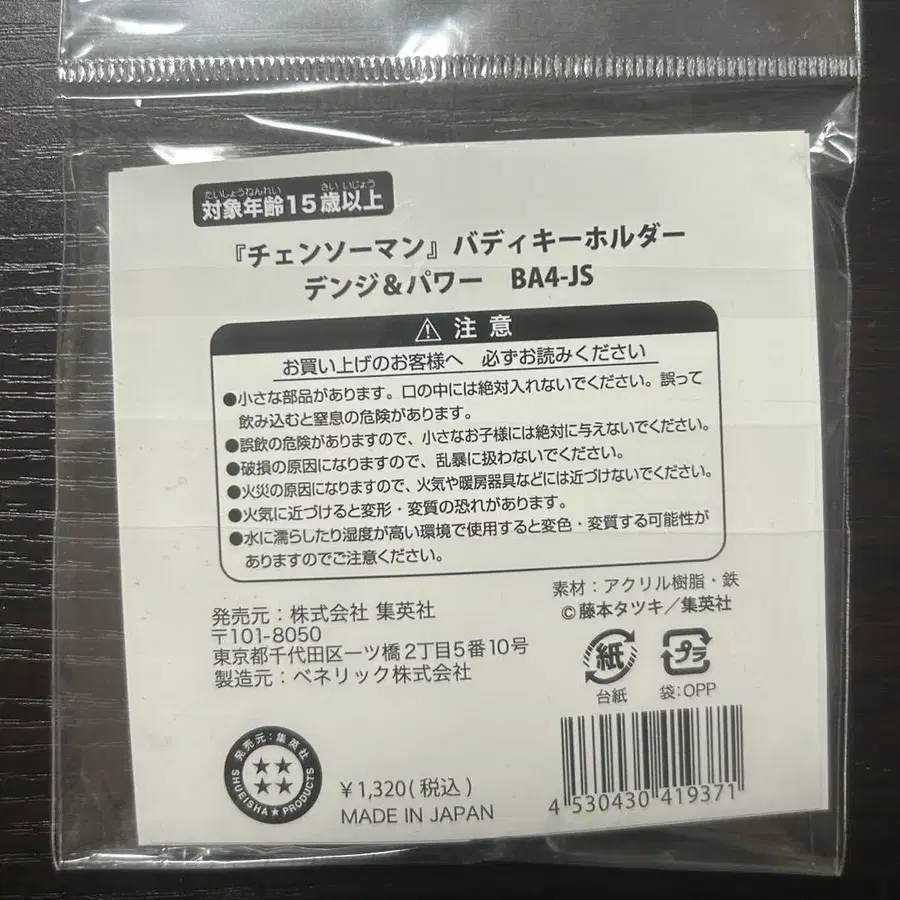 たいしょうねんれい さい いじょう
対象年齢15歳以上
『チェンソーマン』バディキーホルダー
デンジ&パワー BA4-JS
注意
お買い上げのお客様へ 必ずお読みください
●小さな部品があります。口の中には絶対入れないでください。誤って
飲み込むと窒息の危険があります。
●誤飲の危険がありますので、小さなお子様には絶対に与えないでください。
●破損の原因になりますので、乱暴に扱わないでください。
●火災の原因になりますので、火気や暖房器具などには近づけないでください。
●火気に近づけると変形・変質の恐れがあります。
●水に濡らしたり湿度が高い環境で使用すると変色・変質する可能性が
ありますのでご注意ください。
素材：アクリル樹脂・鉄
©藤本タツキ／集英社
発売元：株式会社 集英社
〒101-8050
東京都千代田区一ツ橋2丁目5番10号
製造元：ベネリック株式会社
紙
台紙
プラ
袋：OPP
発売元：集英社
SHUEISHA★PRODUCTS
¥1,320(税込)
MADE IN JAPAN
4 530430 419371